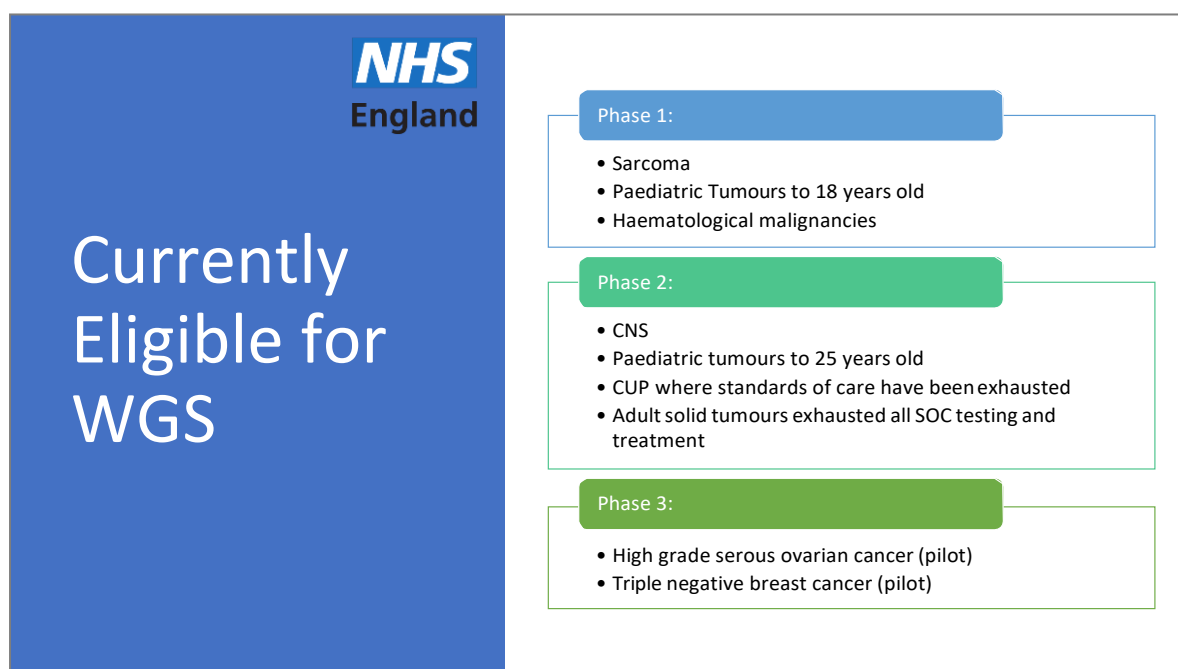 NHS
England
Currently
Eligible for
WGS
Phase 1:
• Sarcoma
• Paediatric Tumours to 18 years old
• Haematological malignancies
Phase 2:
• CNS
• Paediatric tumours to 25 years old
• CUP where standards of care have been exhausted
• Adult solid tumours exhausted all SOC testing and
treatment
Phase 3:
• High grade serous ovarian cancer (pilot)
• Triple negative breast cancer (pilot)